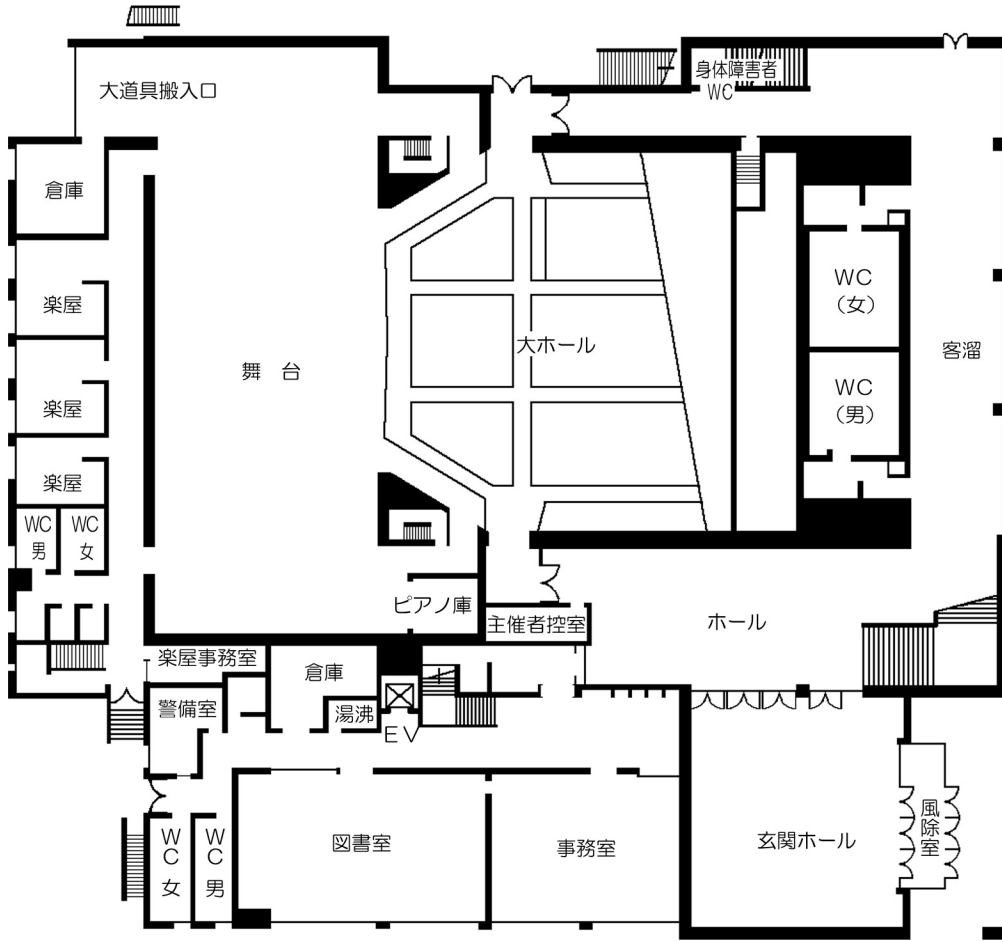 身体障害者
WC
大道具搬入口
倉庫
楽屋
楽屋
楽屋
WC
男
WC
女
舞 台
大ホール
WC
(女)
WC
(男)
客溜
ピアノ庫
主催者控室
ホール
楽屋事務室
倉庫
警備室
湯沸
EV
図書室
事務室
玄関ホール
風除室
WC女
WC男